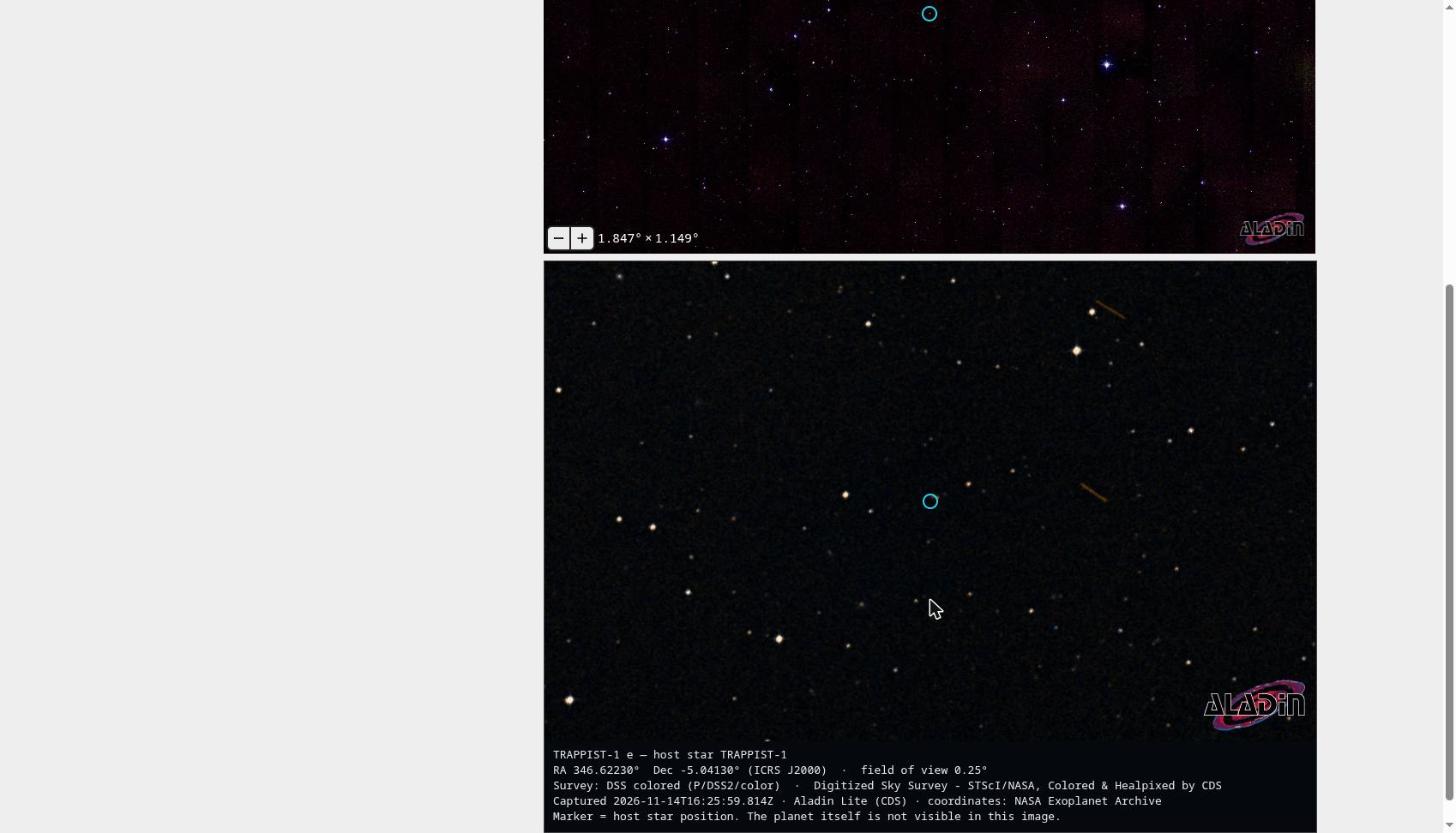 − + 1.847° × 1.149°
ALADIN
ALADIN
TRAPPIST-1 e — host star TRAPPIST-1
RA 346.62230° Dec -5.04130° (ICRS J2000) · field of view 0.25°
Survey: DSS colored (P/DSS2/color) · Digitized Sky Survey - STScI/NASA, Colored & Healpixed by CDS
Captured 2026-11-14T16:25:59.814Z · Aladin Lite (CDS) · coordinates: NASA Exoplanet Archive
Marker = host star position. The planet itself is not visible in this image.